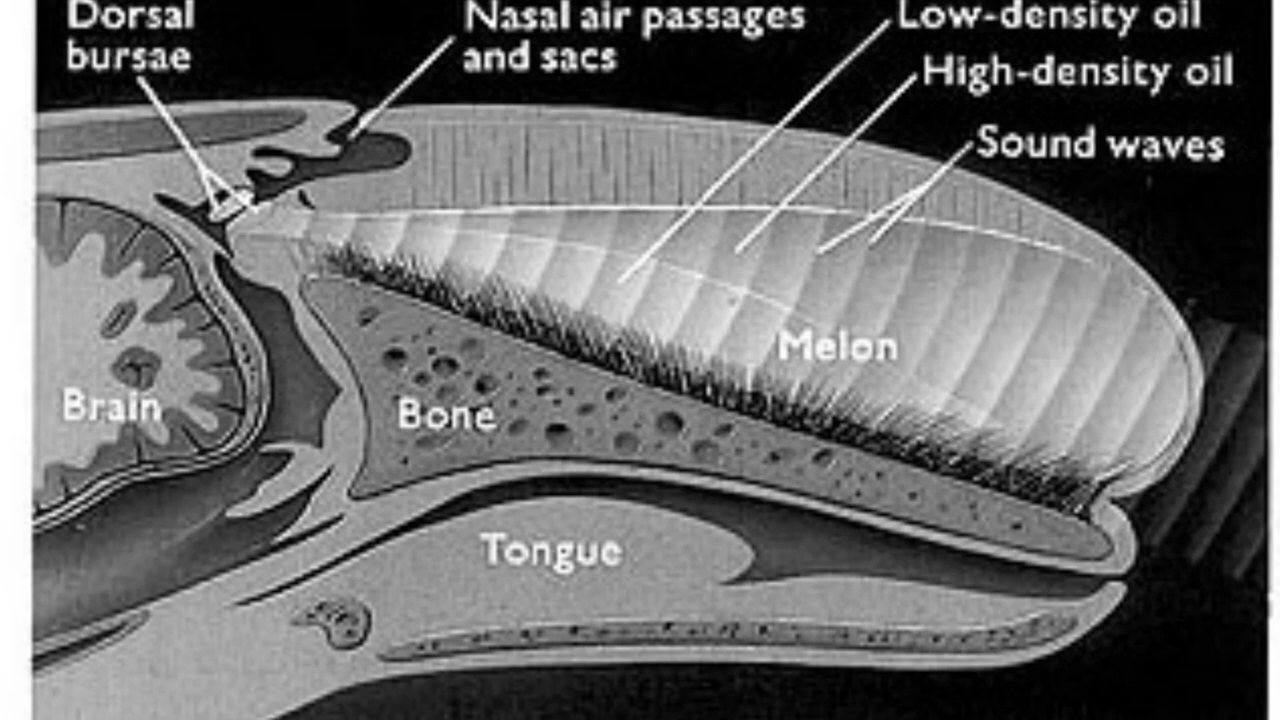 Dorsal
bursae
Nasal air passages
and sacs
Low-density oil
High-density oil
Sound waves
Melon
Brain
Bone
Tongue